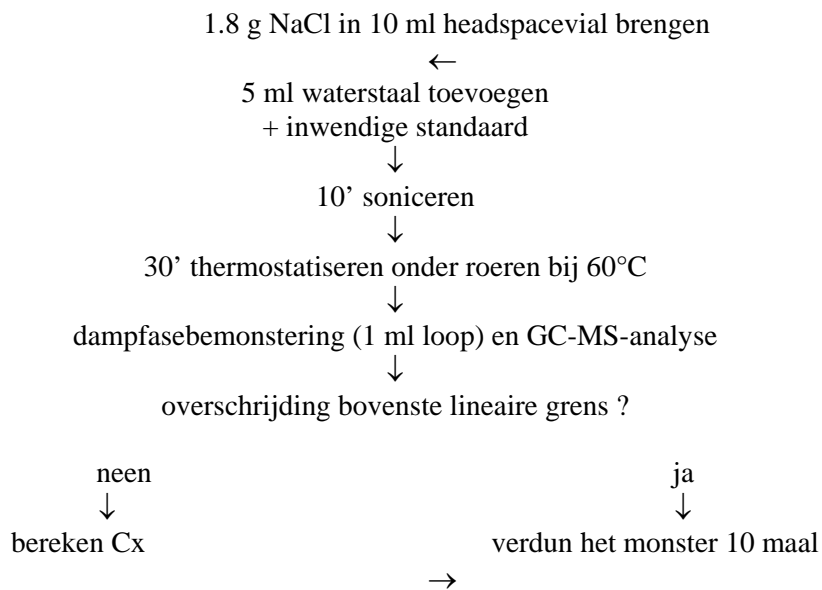 1.8 g NaCl in 10 ml headspacevial brengen
←
5 ml waterstaal toevoegen
+ inwendige standaard
↓
10’ soniceren
↓
30’ thermostatiseren onder roeren bij 60°C
↓
dampfasebemonstering (1 ml loop) en GC-MS-analyse
↓
overschrijding bovenste lineaire grens ?
neen ja
↓ ↓
bereken Cx verdun het monster 10 maal
→